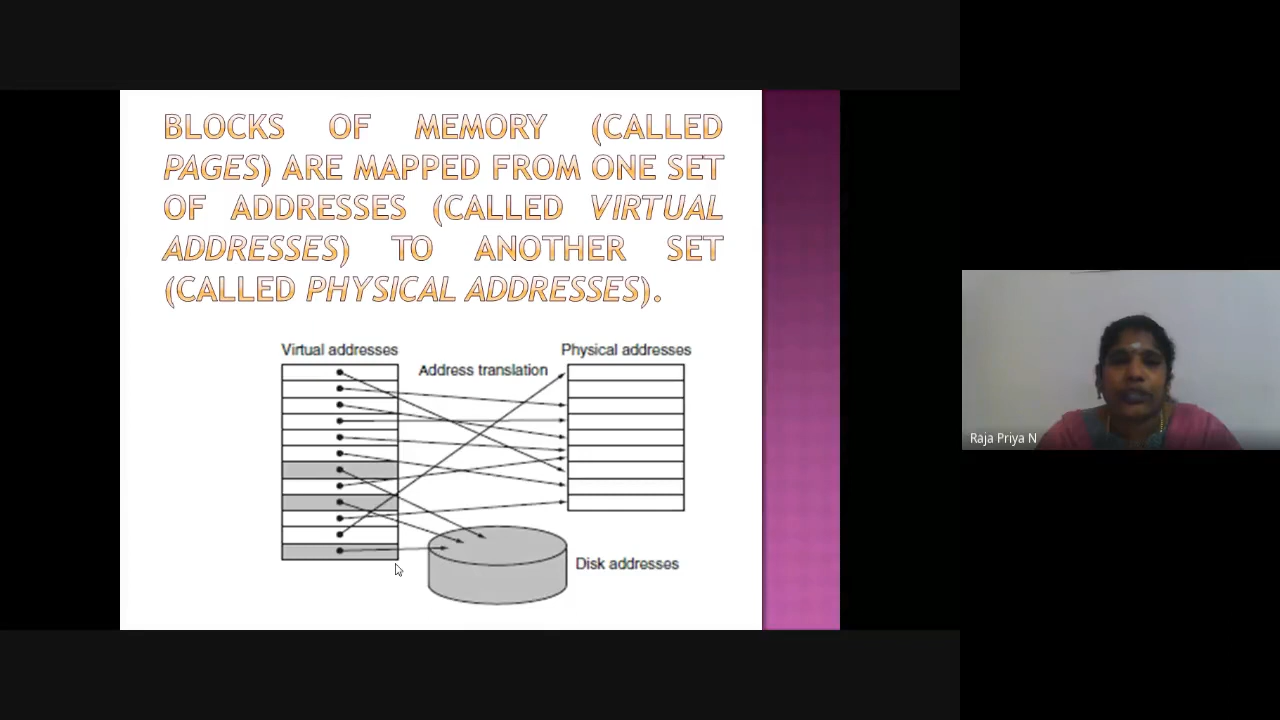 BLOCKS OF MEMORY (CALLED
PAGES) ARE MAPPED FROM ONE SET
OF ADDRESSES (CALLED VIRTUAL
ADDRESSES) TO ANOTHER SET
(CALLED PHYSICAL ADDRESSES).
Virtual addresses
Physical addresses
Address translation
Disk addresses
Raja Priya N